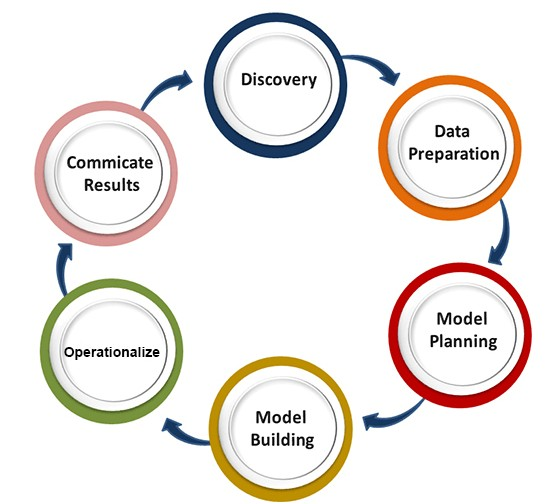 Discovery
Data
Preparation
Model
Planning
Model
Building
Operationalize
Commicate
Results